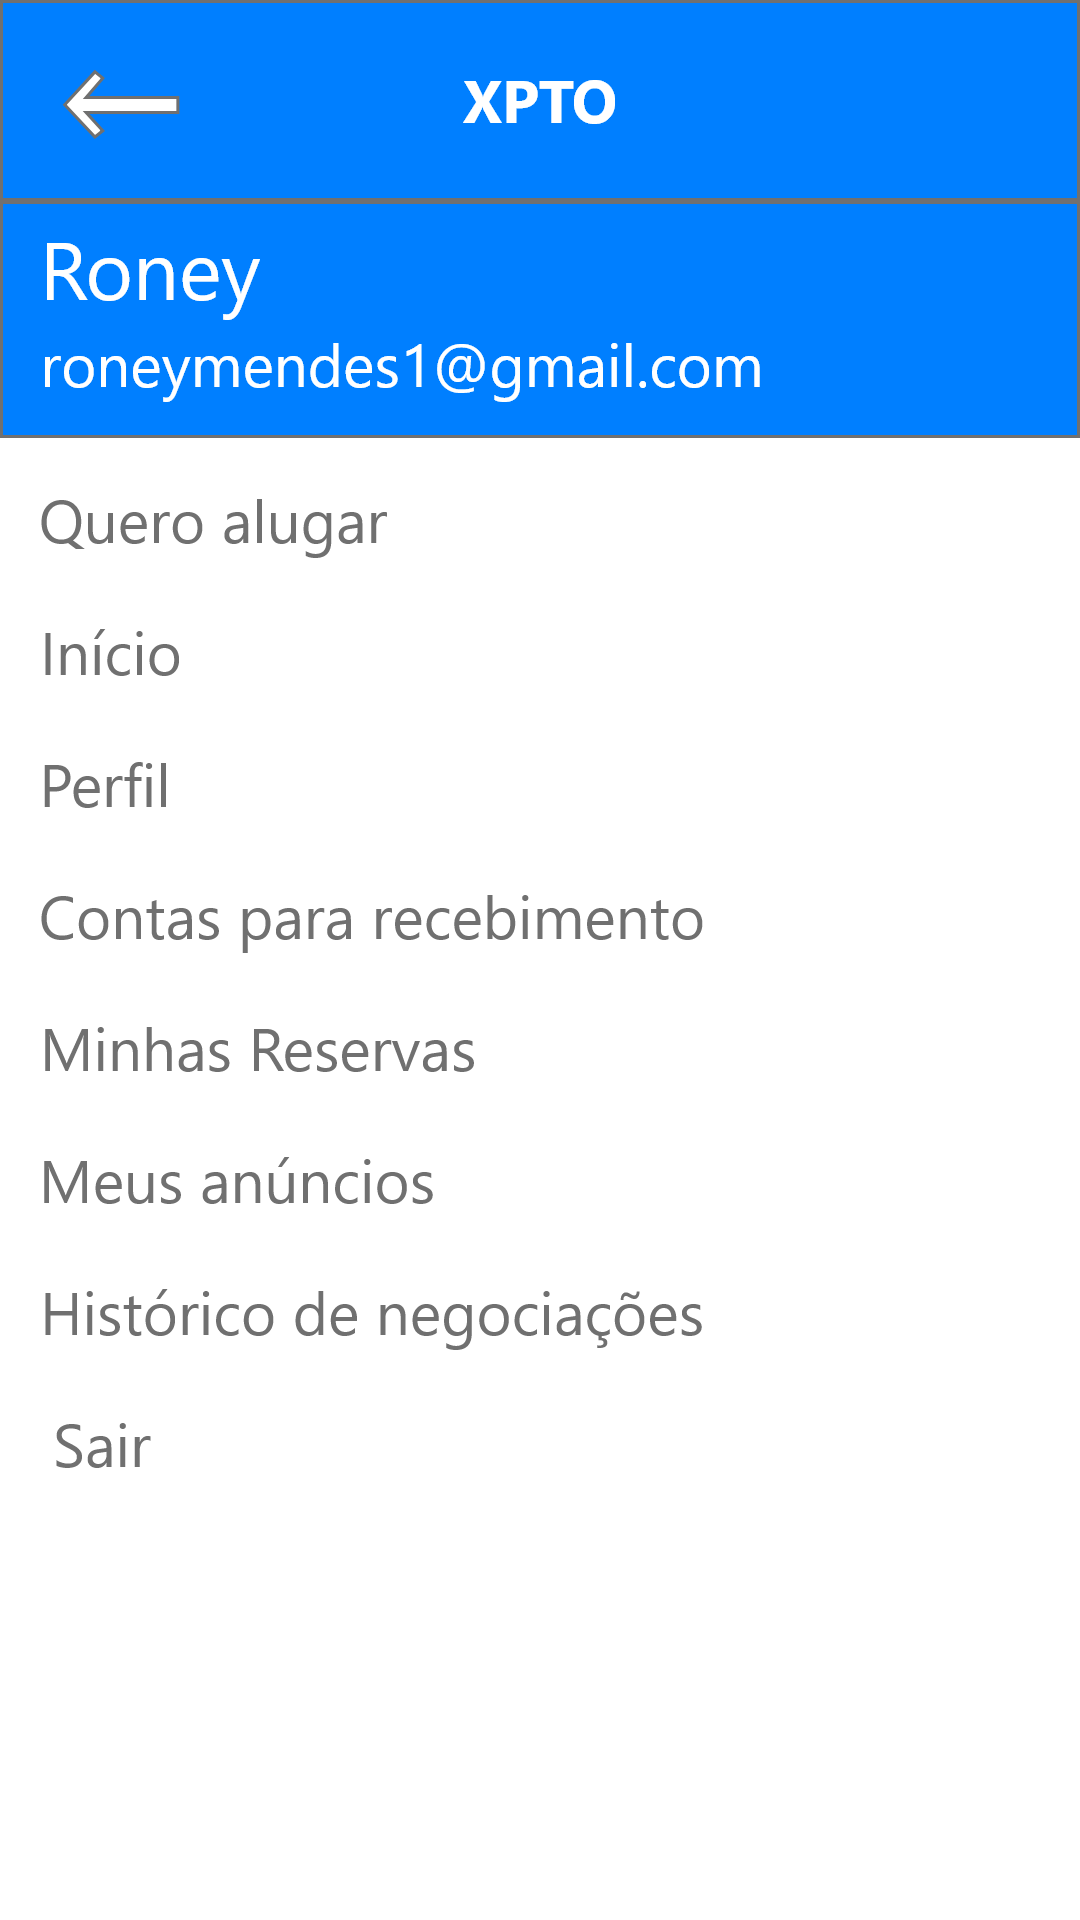 XPTO
Roney
roneymendes1@gmail.com
Quero alugar
Início
Perfil
Contas para recebimento
Minhas Reservas
Meus anúncios
Histórico de negociações
Sair